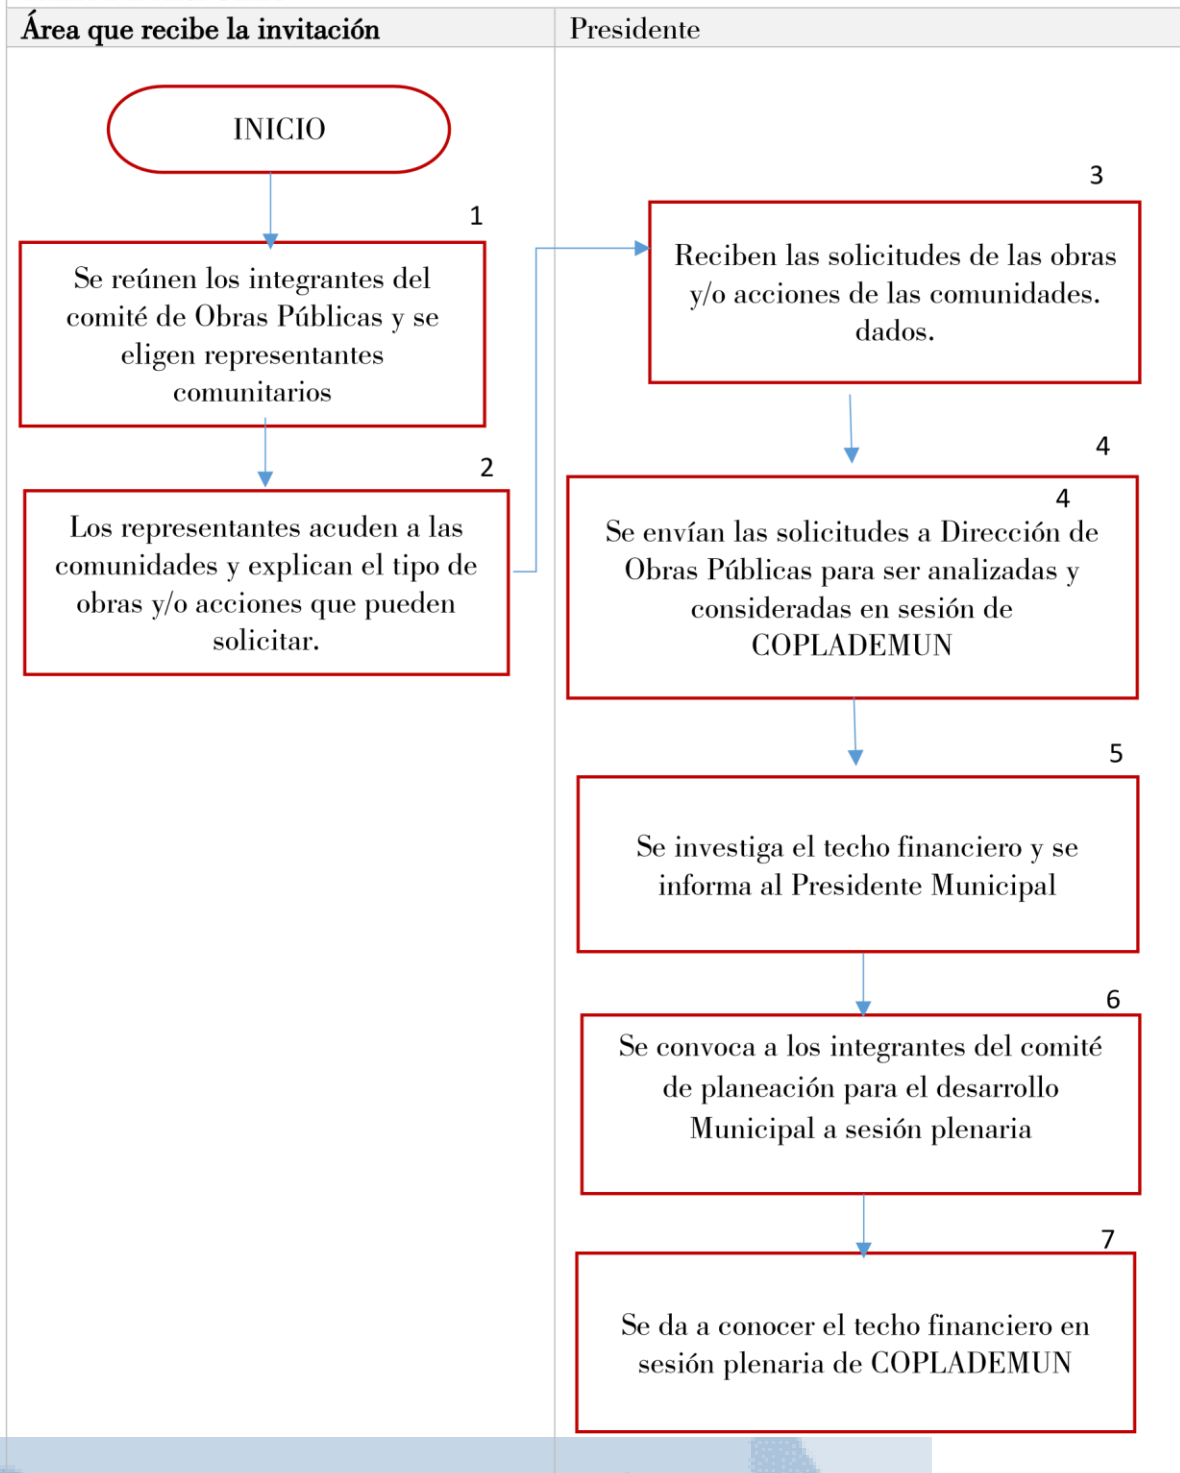 Área que recibe la invitación
Presidente
INICIO
1
Se reúnen los integrantes del
comité de Obras Públicas y se
eligen representantes
comunitarios
2
Los representantes acuden a las
comunidades y explican el tipo de
obras y/o acciones que pueden
solicitar.
3
Reciben las solicitudes de las obras
y/o acciones de las comunidades.
dados.
4
4
Se envían las solicitudes a Dirección de
Obras Públicas para ser analizadas y
consideradas en sesión de
COPLADEMUN
5
Se investiga el techo financiero y se
informa al Presidente Municipal
6
Se convoca a los integrantes del comité
de planeación para el desarrollo
Municipal a sesión plenaria
7
Se da a conocer el techo financiero en
sesión plenaria de COPLADEMUN